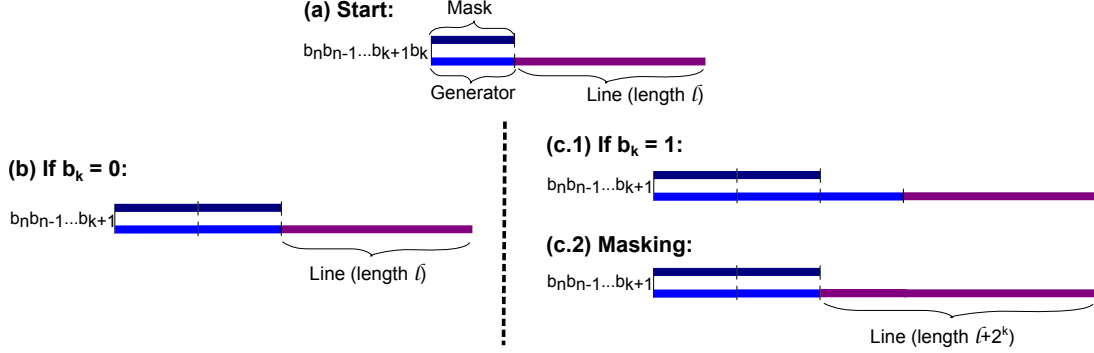 (a) Start:
Mask
bnbn-1...bk+1bk
Generator
Line (length ℓ)
(b) If bk = 0:
bnbn-1...bk+1
Line (length ℓ)
(c.1) If bk = 1:
bnbn-1...bk+1
(c.2) Masking:
bnbn-1...bk+1
Line (length ℓ+2k)